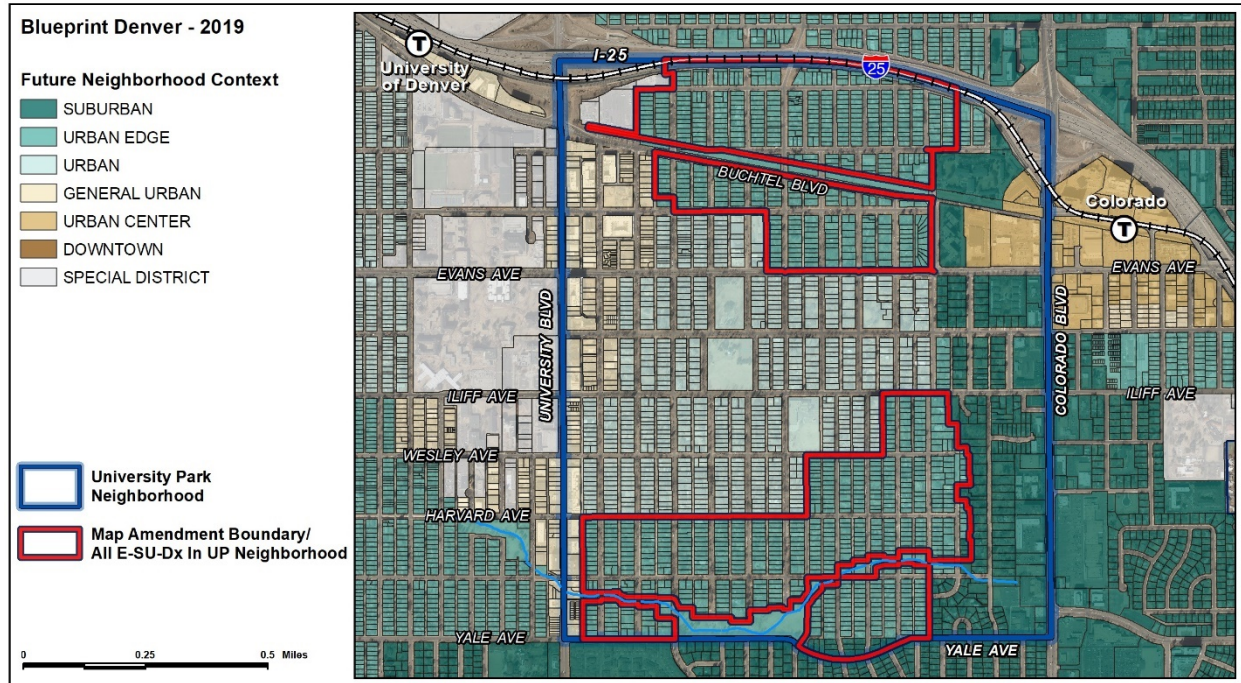 Blueprint Denver - 2019
Future Neighborhood Context
SUBURBAN
URBAN EDGE
URBAN
GENERAL URBAN
URBAN CENTER
DOWNTOWN
SPECIAL DISTRICT
University Park
Neighborhood
Map Amendment Boundary/
All E-SU-Dx In UP Neighborhood
0 0.25 0.5 Miles
T
University
of Denver
I-25
25
BUCHTEL BLVD
Colorado
T
EVANS AVE
EVANS AVE
UNIVERSITY BLVD
COLORADO BLVD
ILIFF AVE
ILIFF AVE
WESLEY AVE
HARVARD AVE
YALE AVE
YALE AVE